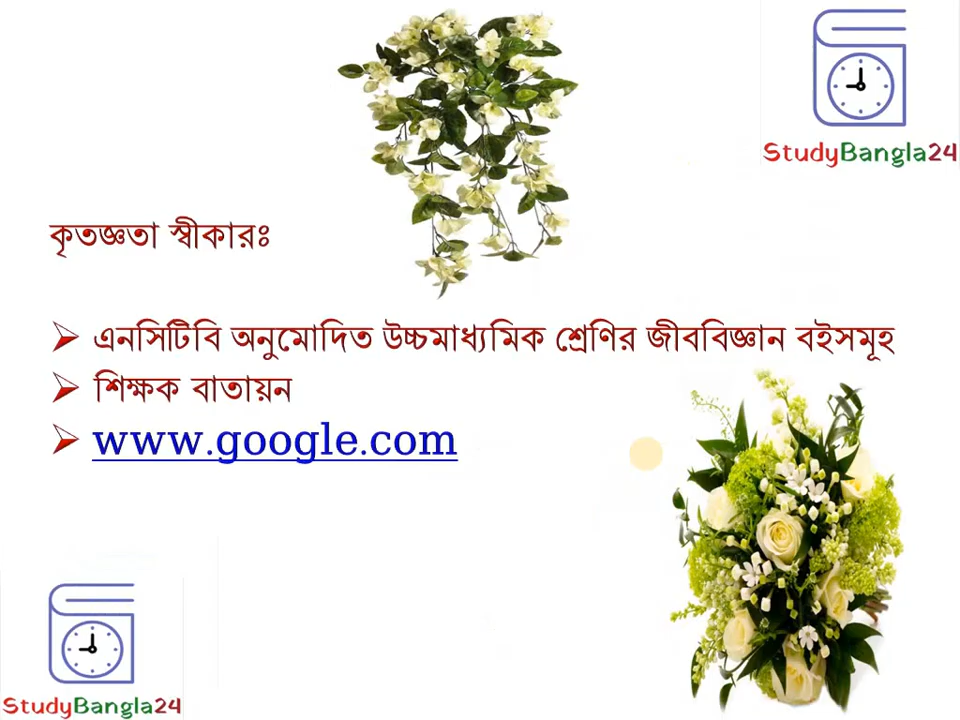 StudyBangla24
কৃতজ্ঞতা স্বীকারঃ
এনসিটিবি অনুমোদিত উচ্চমাধ্যমিক শ্রেণির জীববিজ্ঞান বইসমূহ
শিক্ষক বাতায়ন
www.google.com
StudyBangla24